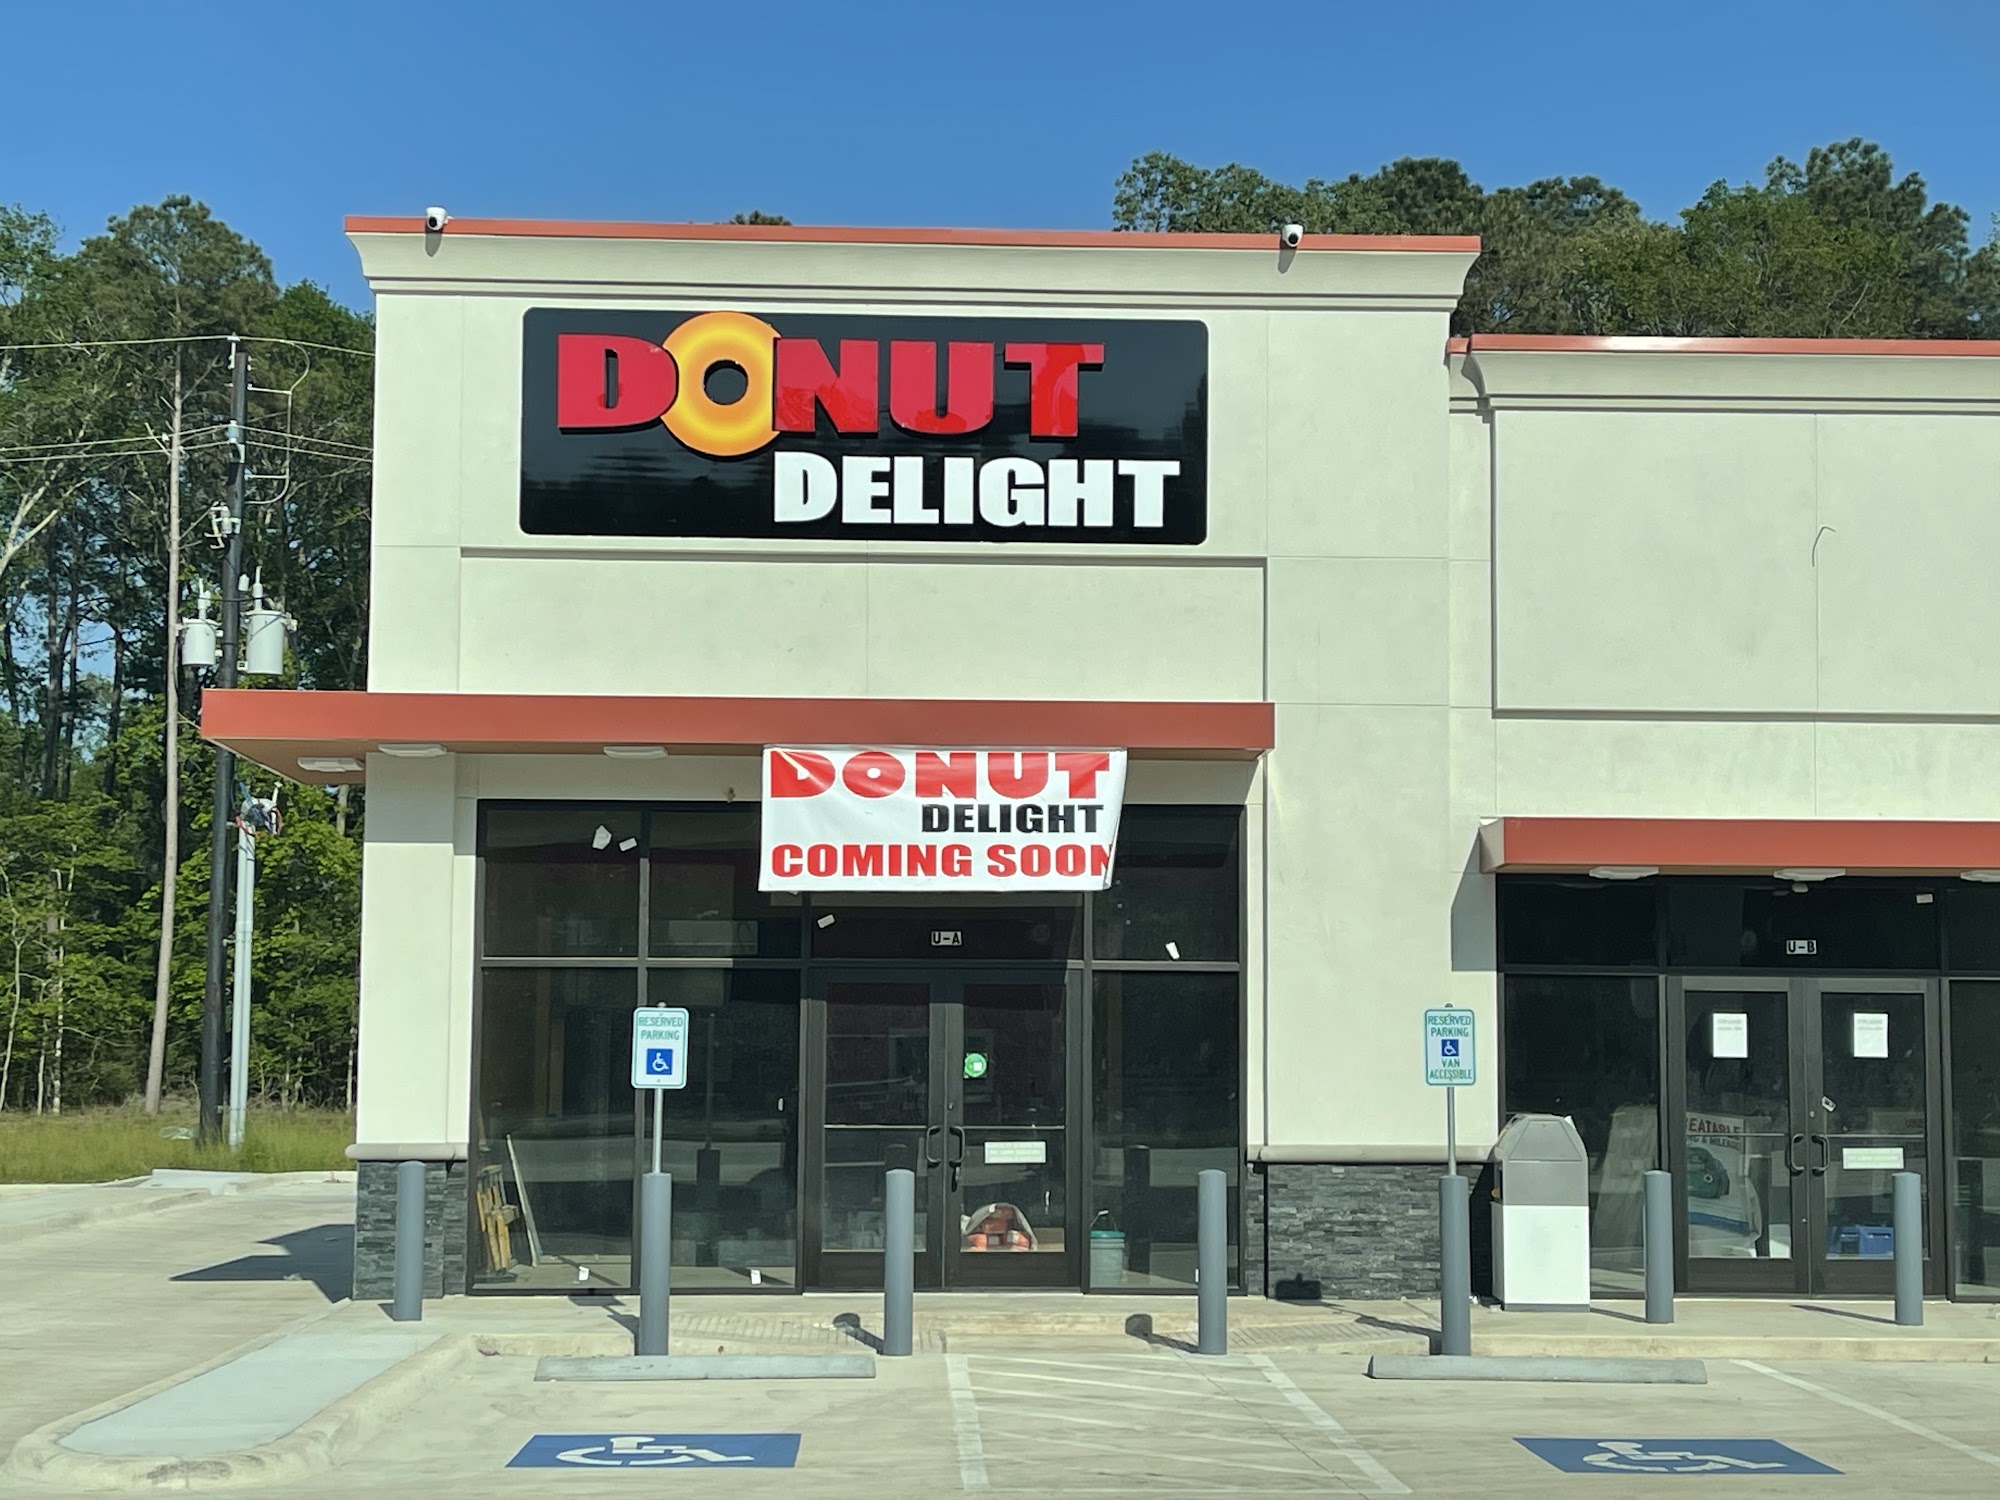 DONUT
DELIGHT
DONUT
DELIGHT
COMING SOON
U-A
U-B
RESERVED
PARKING
RESERVED
PARKING
VAN
ACCESSIBLE